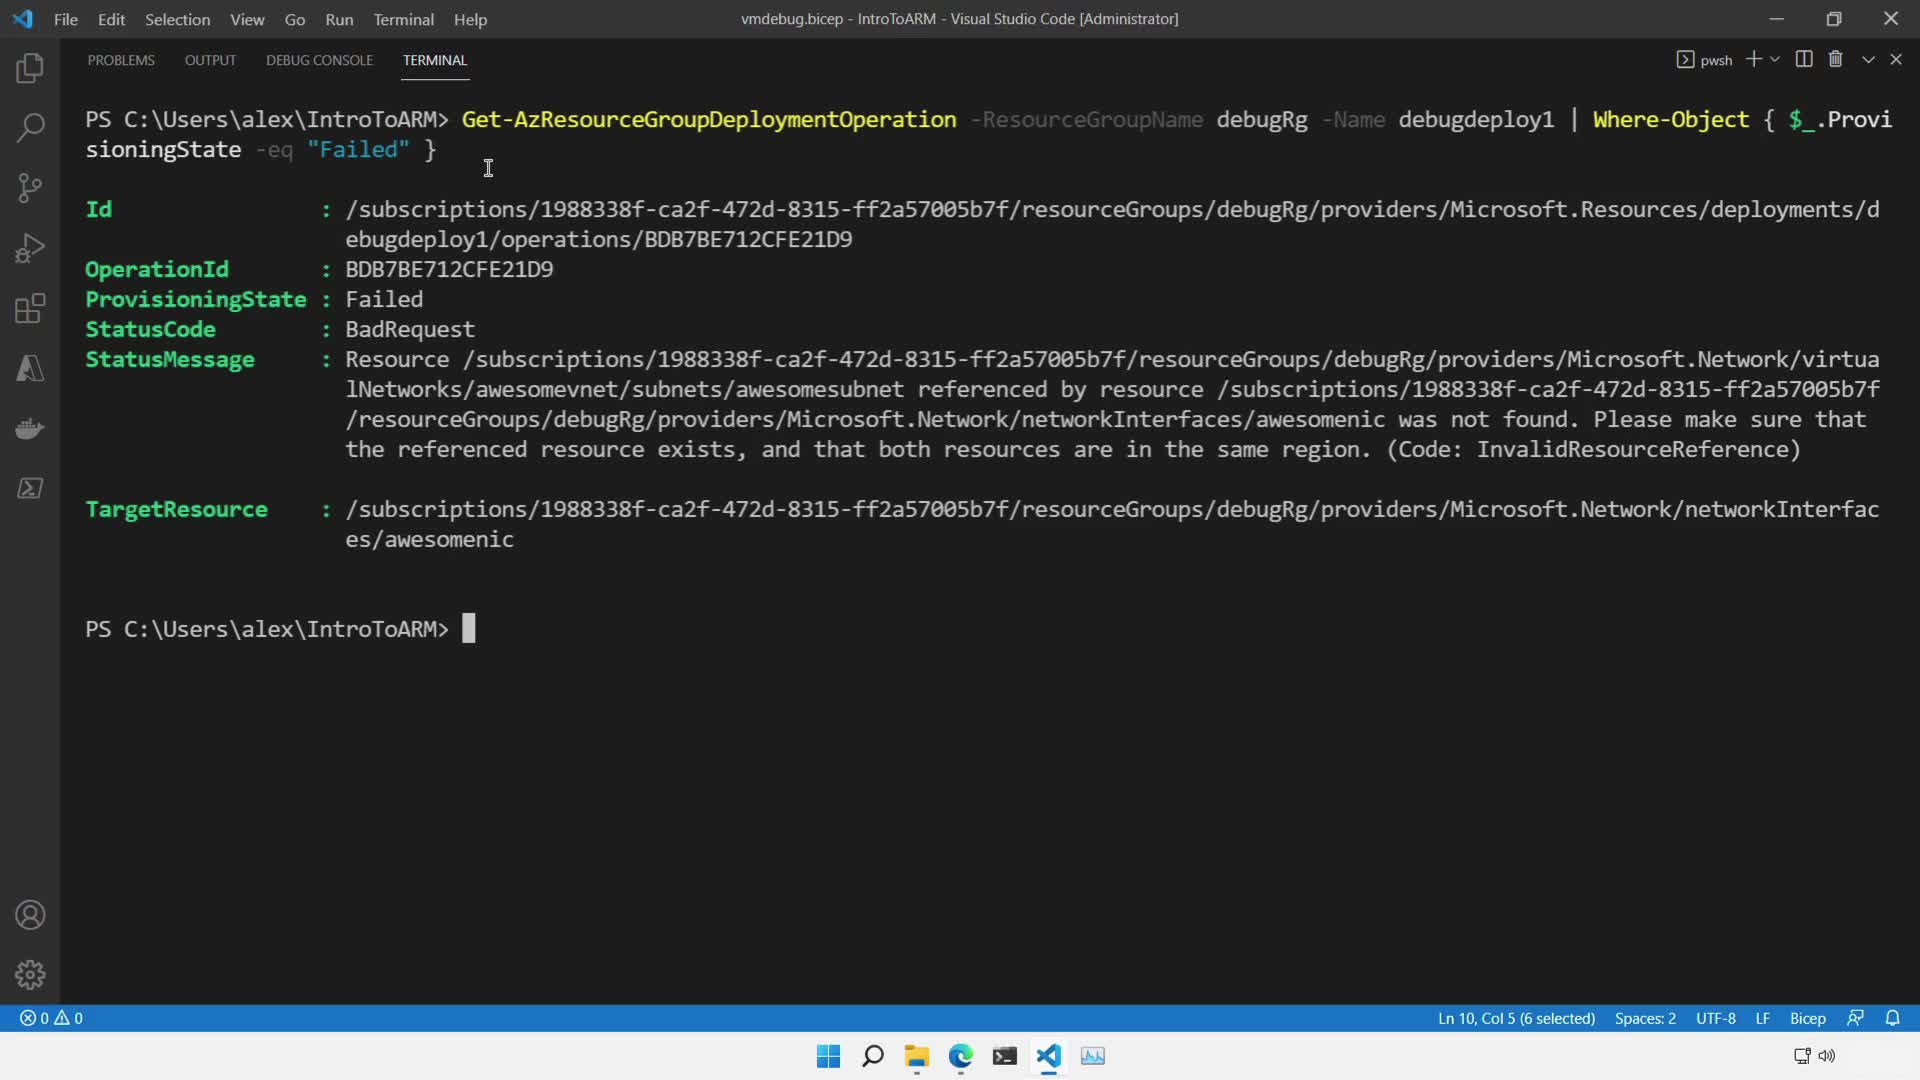 File Edit Selection View Go Run Terminal Help
vmdebug.bicep - IntroToARM - Visual Studio Code [Administrator]
PROBLEMS OUTPUT DEBUG CONSOLE TERMINAL
pwsh
PS C:\Users\alex\IntroToARM> Get-AzResourceGroupDeploymentOperation -ResourceGroupName debugRg -Name debugdeploy1 | Where-Object { $_.Provi
sioningState -eq "Failed" }
Id : /subscriptions/1988338f-ca2f-472d-8315-ff2a57005b7f/resourceGroups/debugRg/providers/Microsoft.Resources/deployments/d
ebugdeploy1/operations/BDB7BE712CFE21D9
OperationId : BDB7BE712CFE21D9
ProvisioningState : Failed
StatusCode : BadRequest
StatusMessage : Resource /subscriptions/1988338f-ca2f-472d-8315-ff2a57005b7f/resourceGroups/debugRg/providers/Microsoft.Network/virtua
lNetworks/awesomevnet/subnets/awesomesubnet referenced by resource /subscriptions/1988338f-ca2f-472d-8315-ff2a57005b7f
/resourceGroups/debugRg/providers/Microsoft.Network/networkInterfaces/awesomenic was not found. Please make sure that
the referenced resource exists, and that both resources are in the same region. (Code: InvalidResourceReference)
TargetResource : /subscriptions/1988338f-ca2f-472d-8315-ff2a57005b7f/resourceGroups/debugRg/providers/Microsoft.Network/networkInterfac
es/awesomenic
PS C:\Users\alex\IntroToARM>
0 0
Ln 10, Col 5 (6 selected) Spaces: 2 UTF-8 LF Bicep